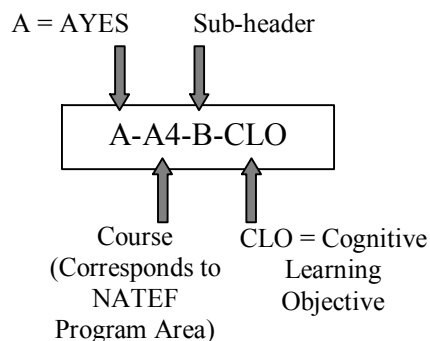 A = AYES Sub-header
A-A4-B-CLO
Course
(Corresponds to
NATEF
Program Area)
CLO = Cognitive
Learning
Objective